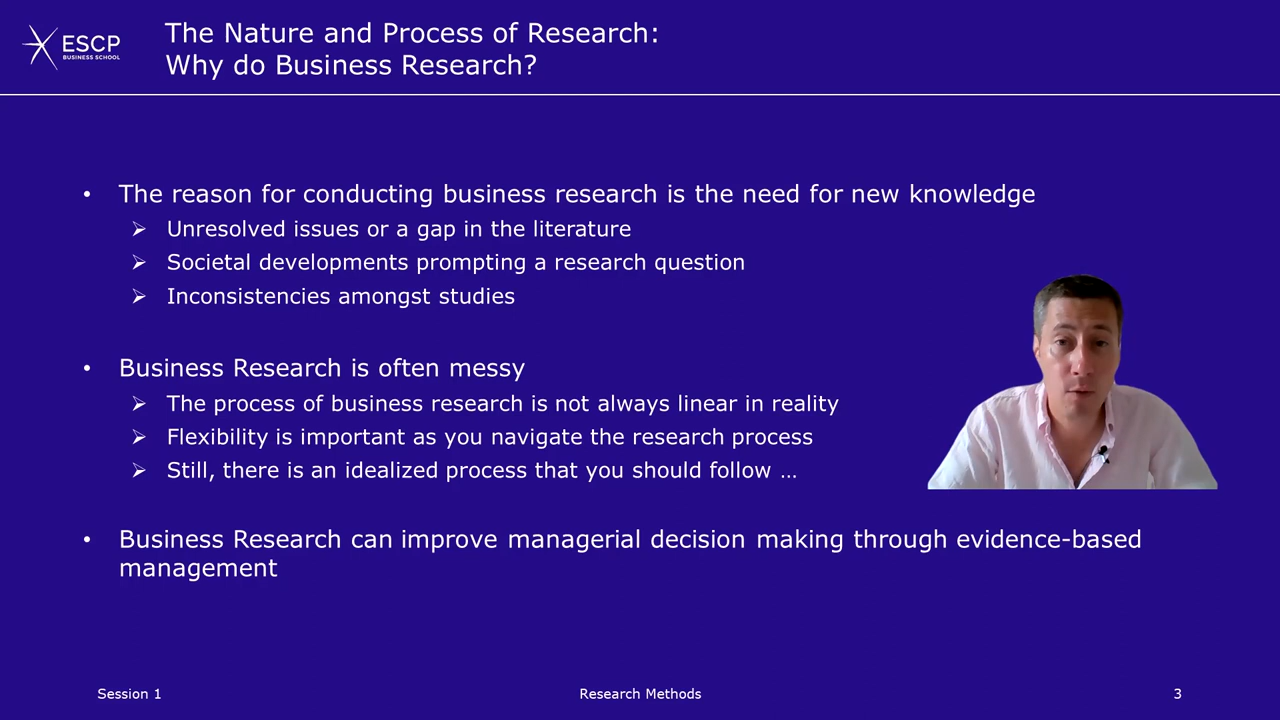 ESCP
BUSINESS SCHOOL
The Nature and Process of Research:
Why do Business Research?
• The reason for conducting business research is the need for new knowledge
➢ Unresolved issues or a gap in the literature
➢ Societal developments prompting a research question
➢ Inconsistencies amongst studies
• Business Research is often messy
➢ The process of business research is not always linear in reality
➢ Flexibility is important as you navigate the research process
➢ Still, there is an idealized process that you should follow …
• Business Research can improve managerial decision making through evidence-based
management
Session 1
Research Methods
3